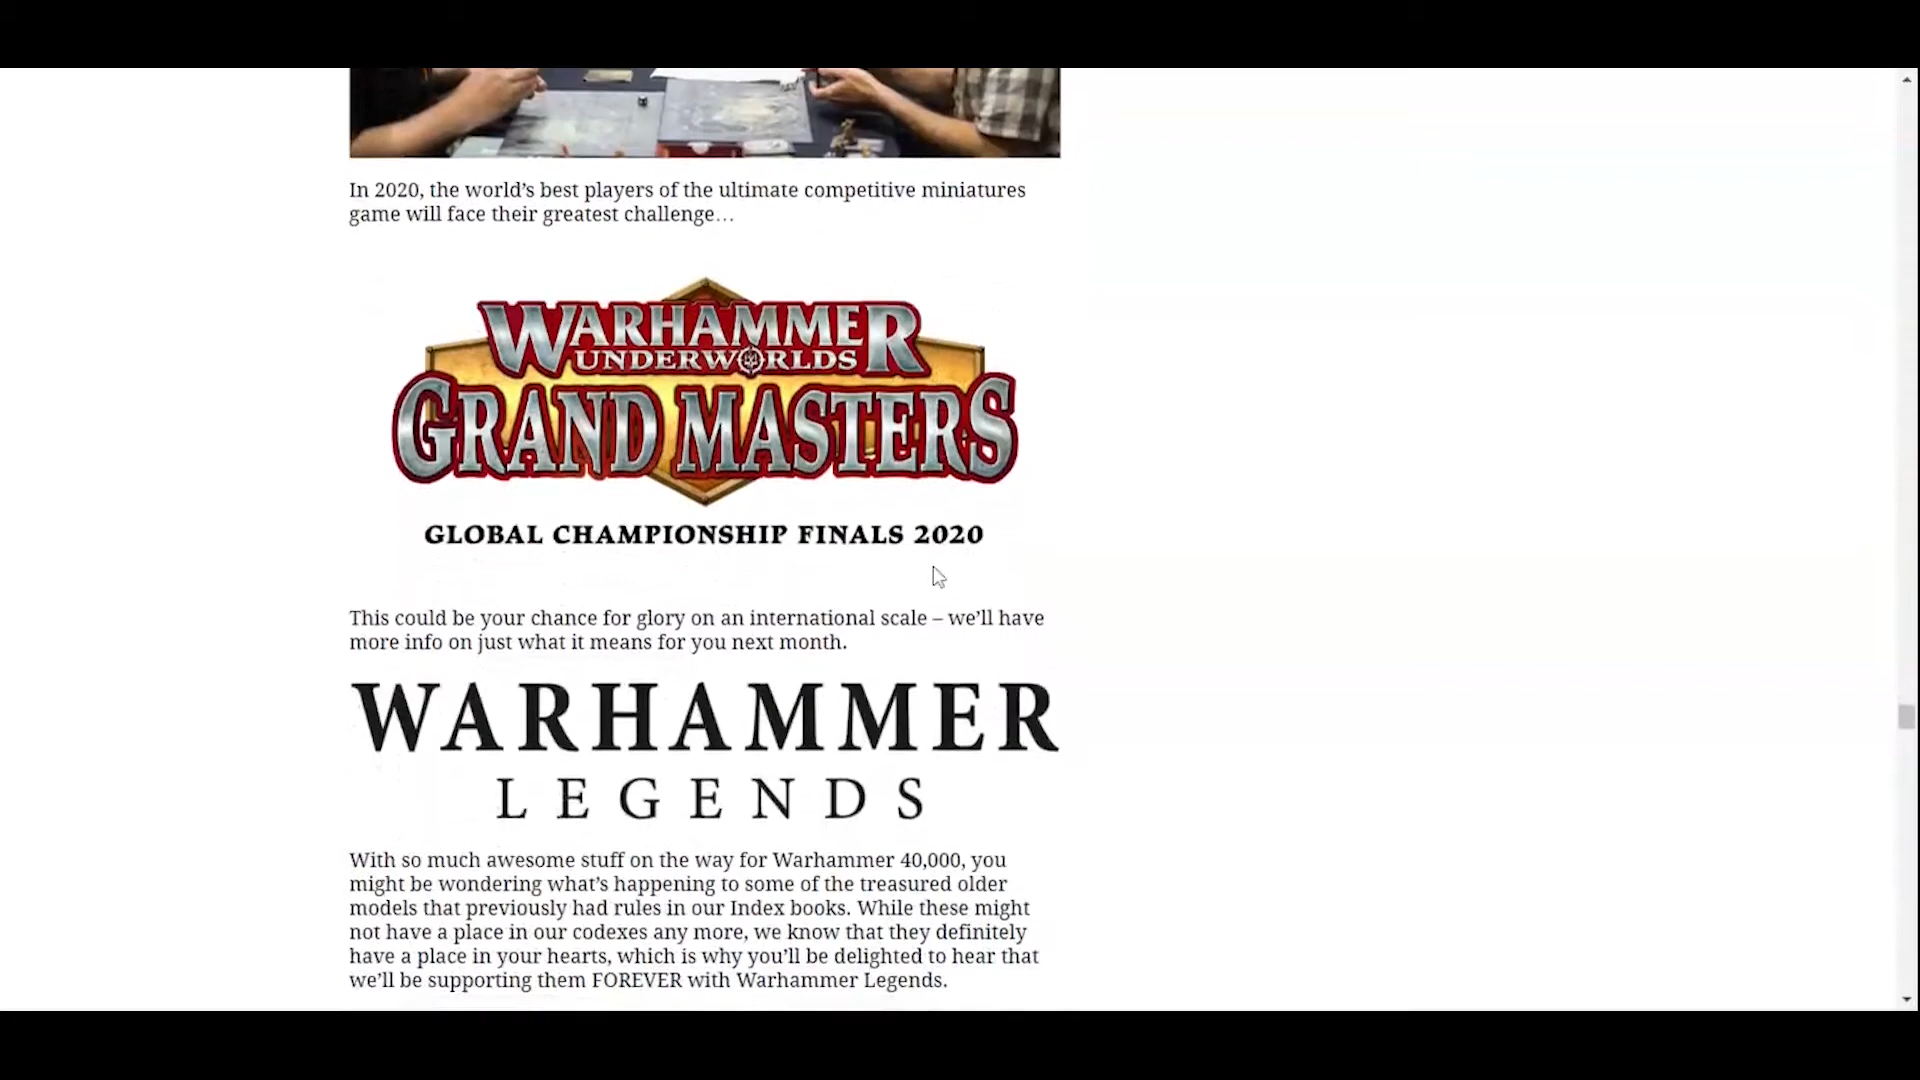 In 2020, the world’s best players of the ultimate competitive miniatures
game will face their greatest challenge…
WARHAMMER
UNDERWORLDS
GRAND MASTERS
GLOBAL CHAMPIONSHIP FINALS 2020
This could be your chance for glory on an international scale – we’ll have
more info on just what it means for you next month.
WARHAMMER
LEGENDS
With so much awesome stuff on the way for Warhammer 40,000, you
might be wondering what’s happening to some of the treasured older
models that previously had rules in our Index books. While these might
not have a place in our codexes any more, we know that they definitely
have a place in your hearts, which is why you’ll be delighted to hear that
we’ll be supporting them FOREVER with Warhammer Legends.